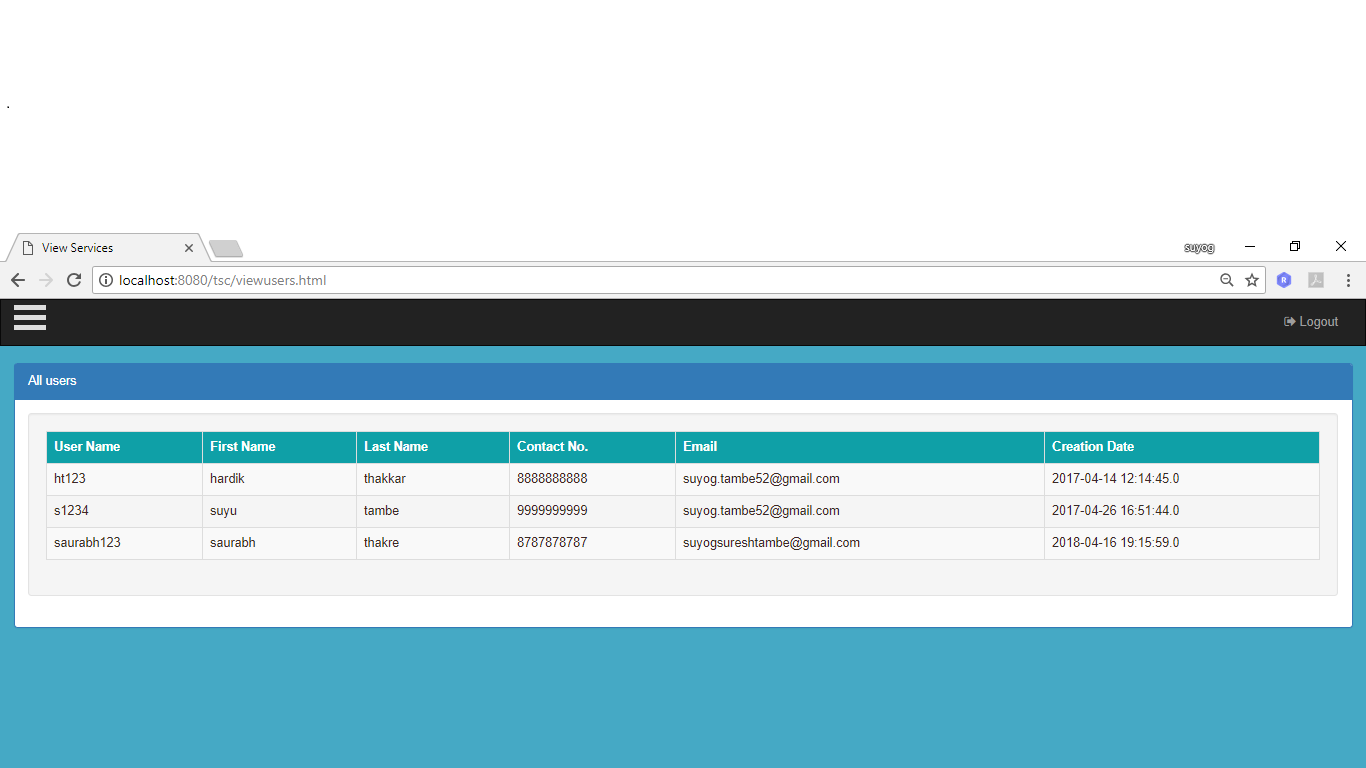 .
View Services
suyog
localhost:8080/tsc/viewusers.html
Logout
All users
User Name First Name Last Name Contact No. Email Creation Date
ht123 hardik thakkar 8888888888 suyog.tambe52@gmail.com 2017-04-14 12:14:45.0
s1234 suyu tambe 9999999999 suyog.tambe52@gmail.com 2017-04-26 16:51:44.0
saurabh123 saurabh thakre 8787878787 suyogsureshtambe@gmail.com 2018-04-16 19:15:59.0